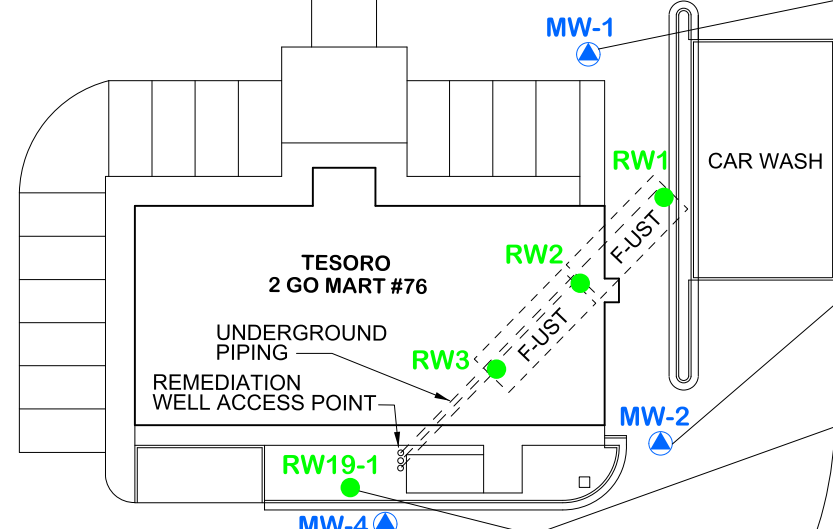 MW-1
RW1
CAR WASH
F-UST
RW2
TESORO
2 GO MART #76
F-UST
UNDERGROUND
PIPING
RW3
REMEDIATION
WELL ACCESS POINT
MW-2
RW19-1
MW-4